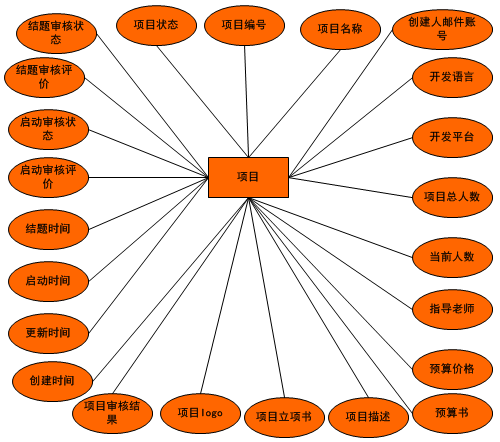 结题审核状
态
项目状态
项目编号
项目名称
创建人邮件账
号
结题审核评
价
开发语言
启动审核状
态
开发平台
启动审核评
价
项目
项目总人数
结题时间
当前人数
启动时间
指导老师
更新时间
预算价格
创建时间
项目审核结
果
项目logo
项目立项书
项目描述
预算书